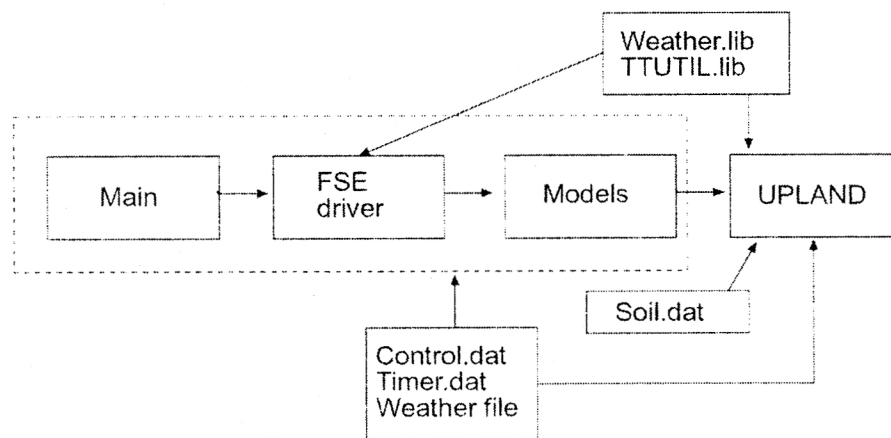 Weather.lib
TTUTIL.lib
Main
FSE
driver
Models
UPLAND
Soil.dat
Control.dat
Timer.dat
Weather file